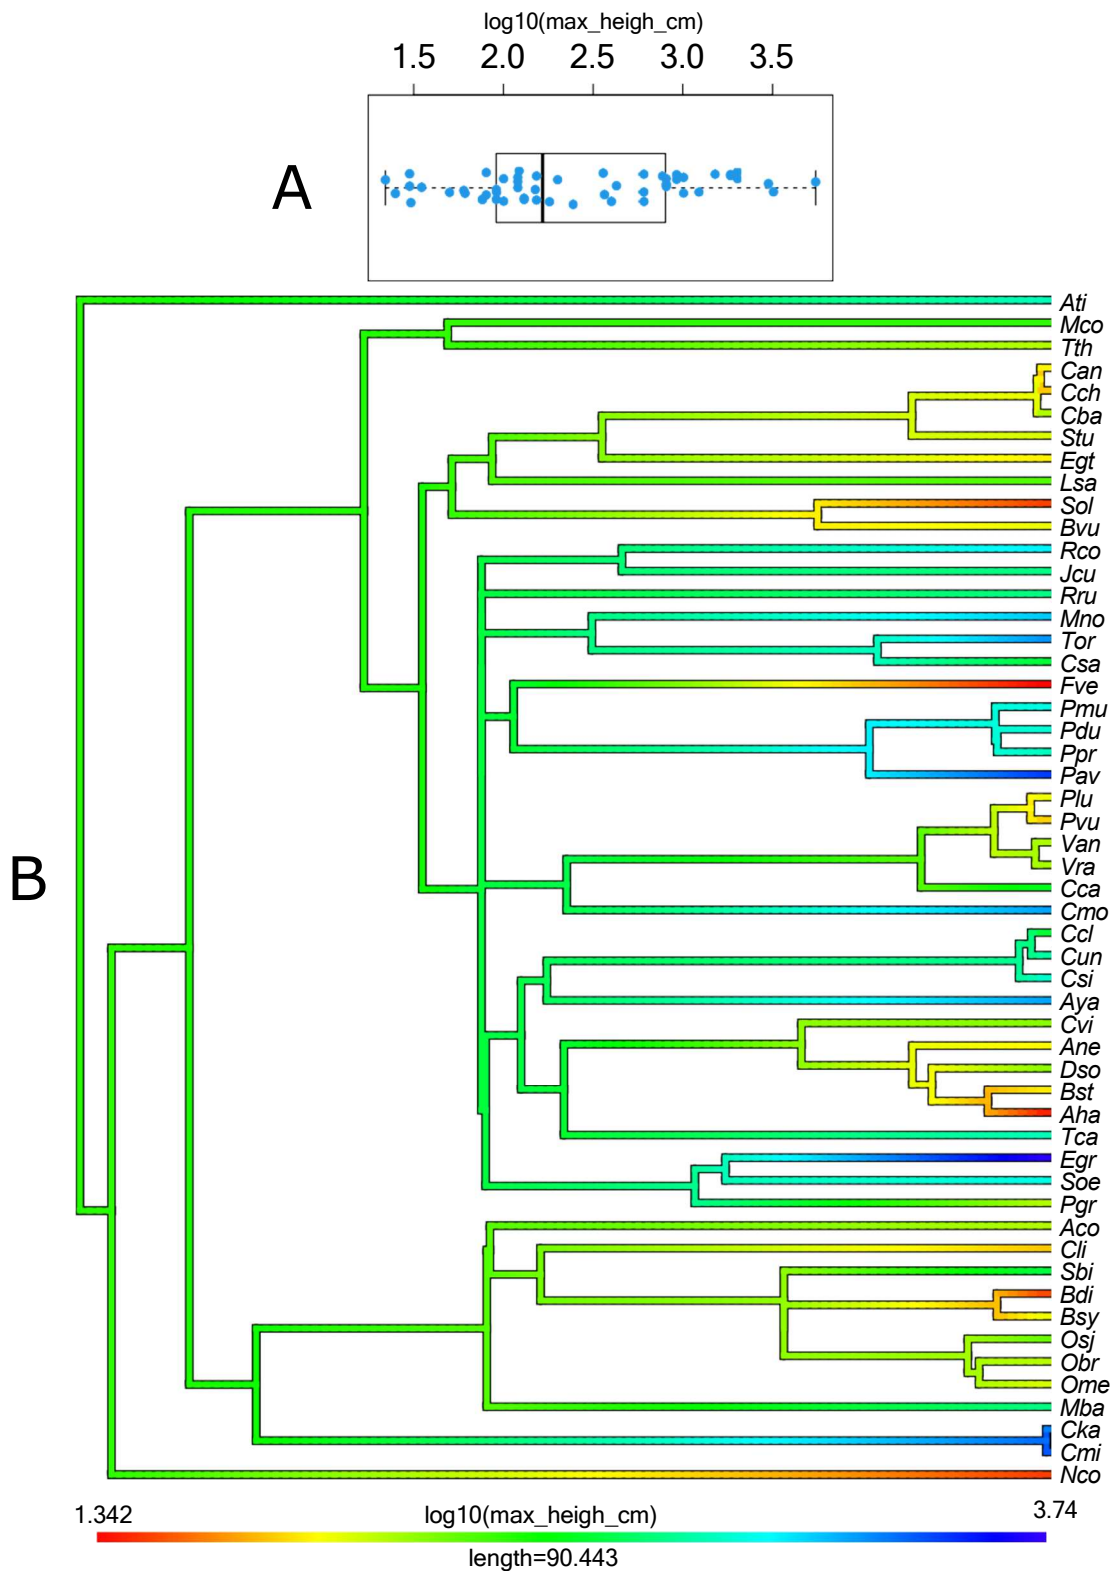 log10(max_heigh_cm)
1.5 2.0 2.5 3.0 3.5
A
Ati
Mco
Tth
Can
Cch
Cba
Stu
Egt
Lsa
Sol
Bvu
Rco
Jcu
Rru
Mno
Tor
Csa
Fve
Pmu
Pdu
Ppr
Pav
Plu
Pvu
Van
Vra
B
Cca
Cmo
Ccl
Cun
Csi
Aya
Cvi
Ane
Dso
Bst
Aha
Tca
Egr
Soe
Pgr
Aco
Cli
Sbi
Bdi
Bsy
Osj
Obr
Ome
Mba
Cka
Cmi
Nco
1.342 log10(max_heigh_cm) 3.74
length=90.443